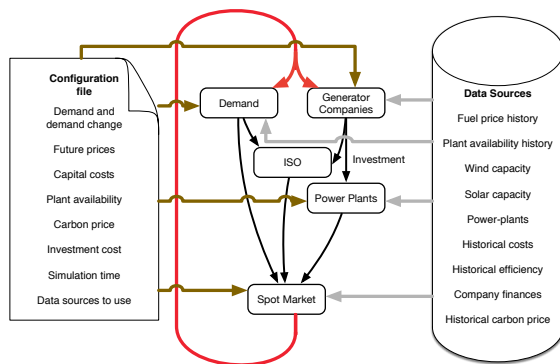 Configuration
file
Demand and
demand change
Future prices
Capital costs
Plant availability
Carbon price
Investment cost
Simulation time
Data sources to use
Demand
Generator
Companies
ISO
Investment
Power Plants
Spot Market
Data Sources
Fuel price history
Plant availability history
Wind capacity
Solar capacity
Power-plants
Historical costs
Historical efficiency
Company finances
Historical carbon price